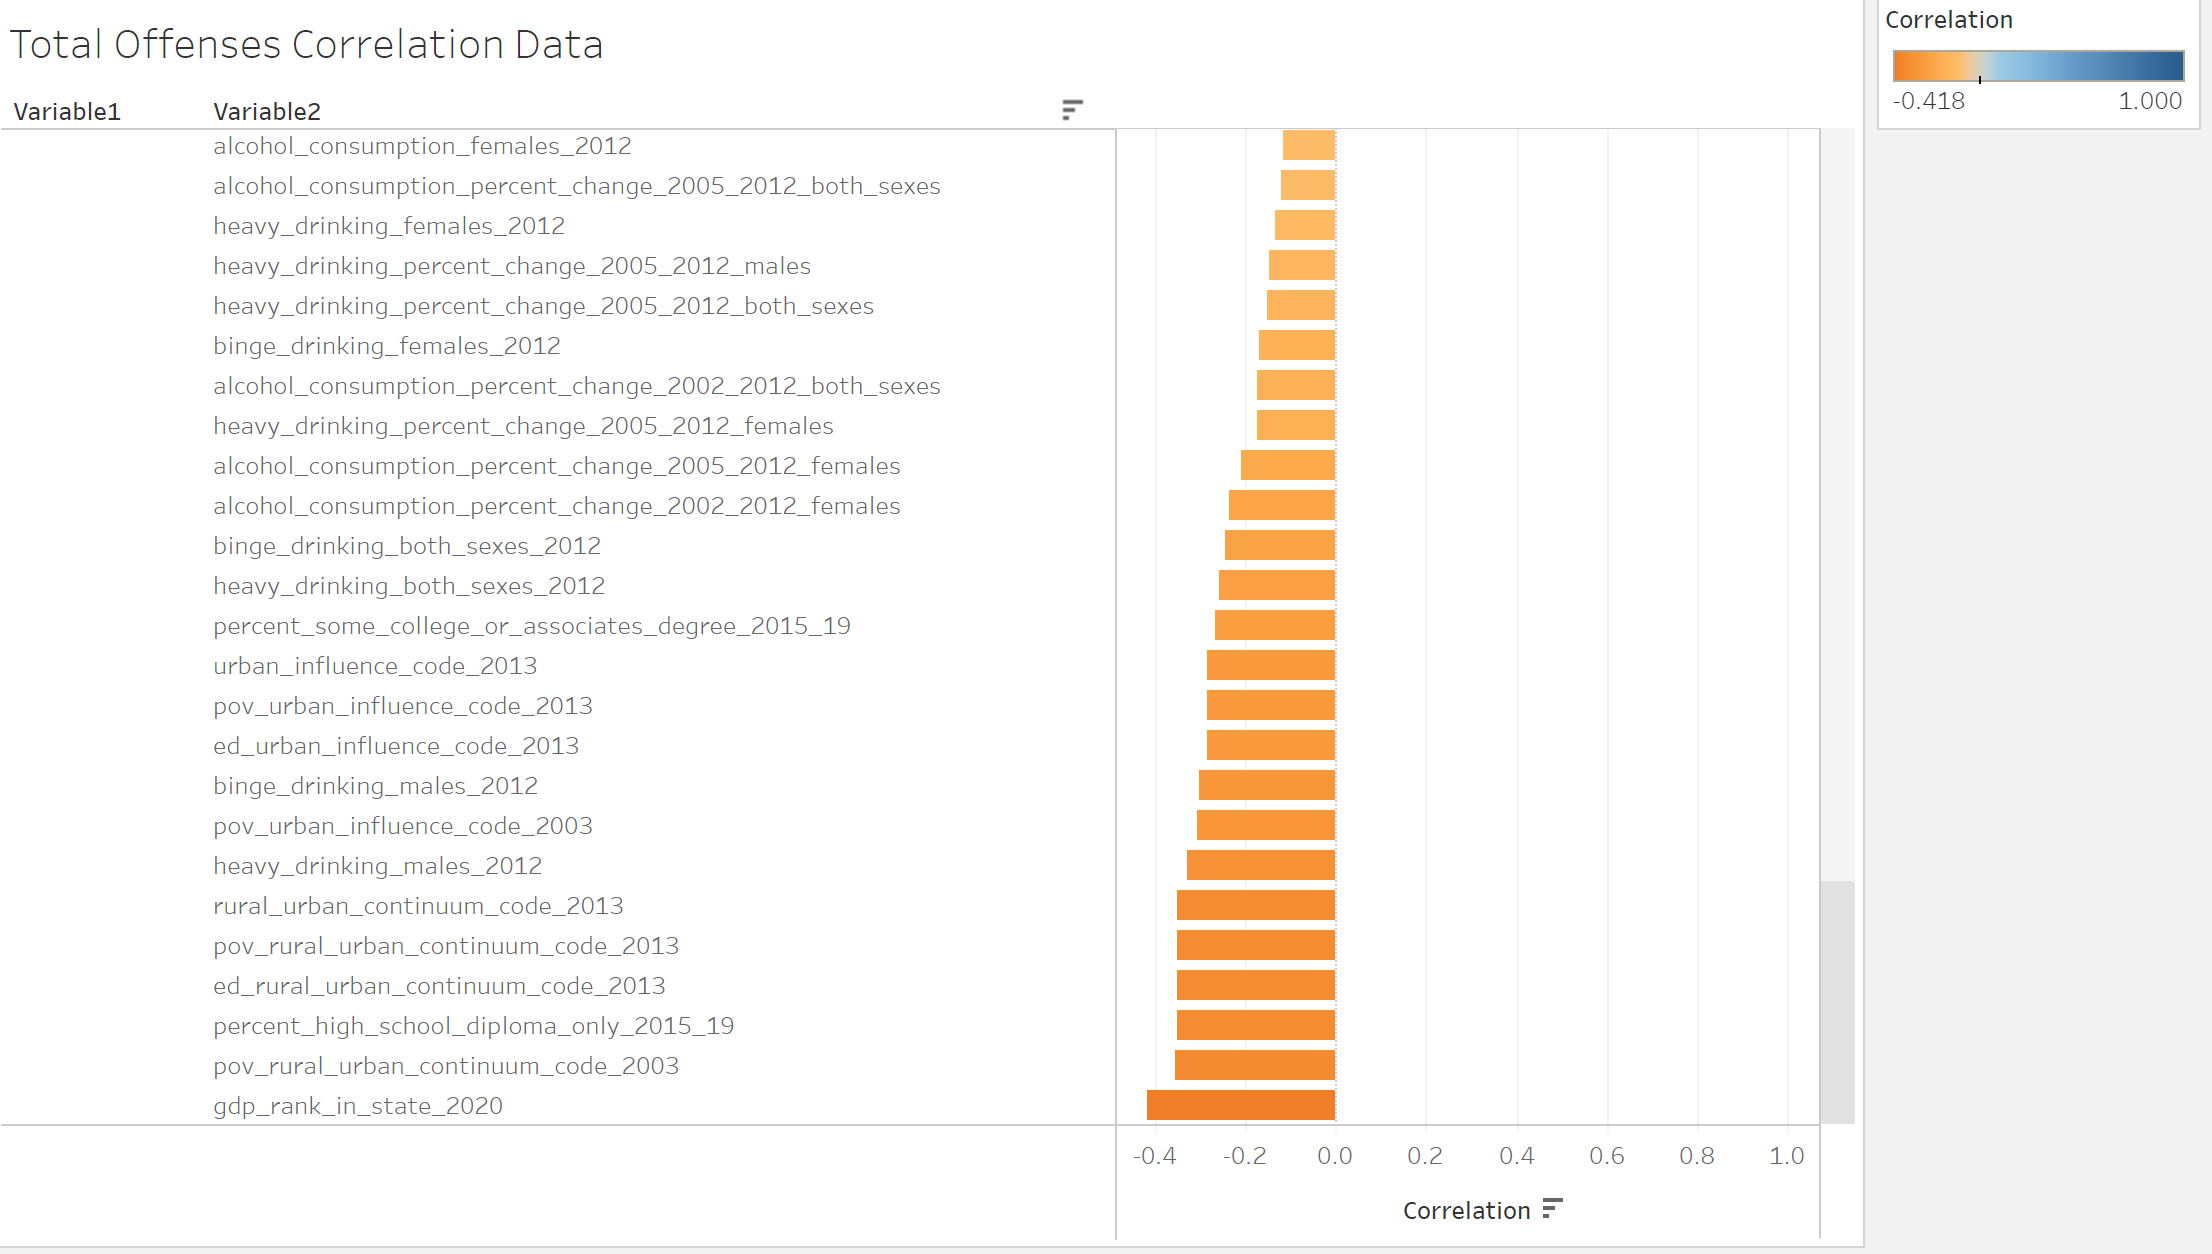 Total Offenses Correlation Data
Variable1 Variable2
alcohol_consumption_females_2012
alcohol_consumption_percent_change_2005_2012_both_sexes
heavy_drinking_females_2012
heavy_drinking_percent_change_2005_2012_males
heavy_drinking_percent_change_2005_2012_both_sexes
binge_drinking_females_2012
alcohol_consumption_percent_change_2002_2012_both_sexes
heavy_drinking_percent_change_2005_2012_females
alcohol_consumption_percent_change_2005_2012_females
alcohol_consumption_percent_change_2002_2012_females
binge_drinking_both_sexes_2012
heavy_drinking_both_sexes_2012
percent_some_college_or_associates_degree_2015_19
urban_influence_code_2013
pov_urban_influence_code_2013
ed_urban_influence_code_2013
binge_drinking_males_2012
pov_urban_influence_code_2003
heavy_drinking_males_2012
rural_urban_continuum_code_2013
pov_rural_urban_continuum_code_2013
ed_rural_urban_continuum_code_2013
percent_high_school_diploma_only_2015_19
pov_rural_urban_continuum_code_2003
gdp_rank_in_state_2020
-0.4 -0.2 0.0 0.2 0.4 0.6 0.8 1.0
Correlation
Correlation
-0.418 1.000